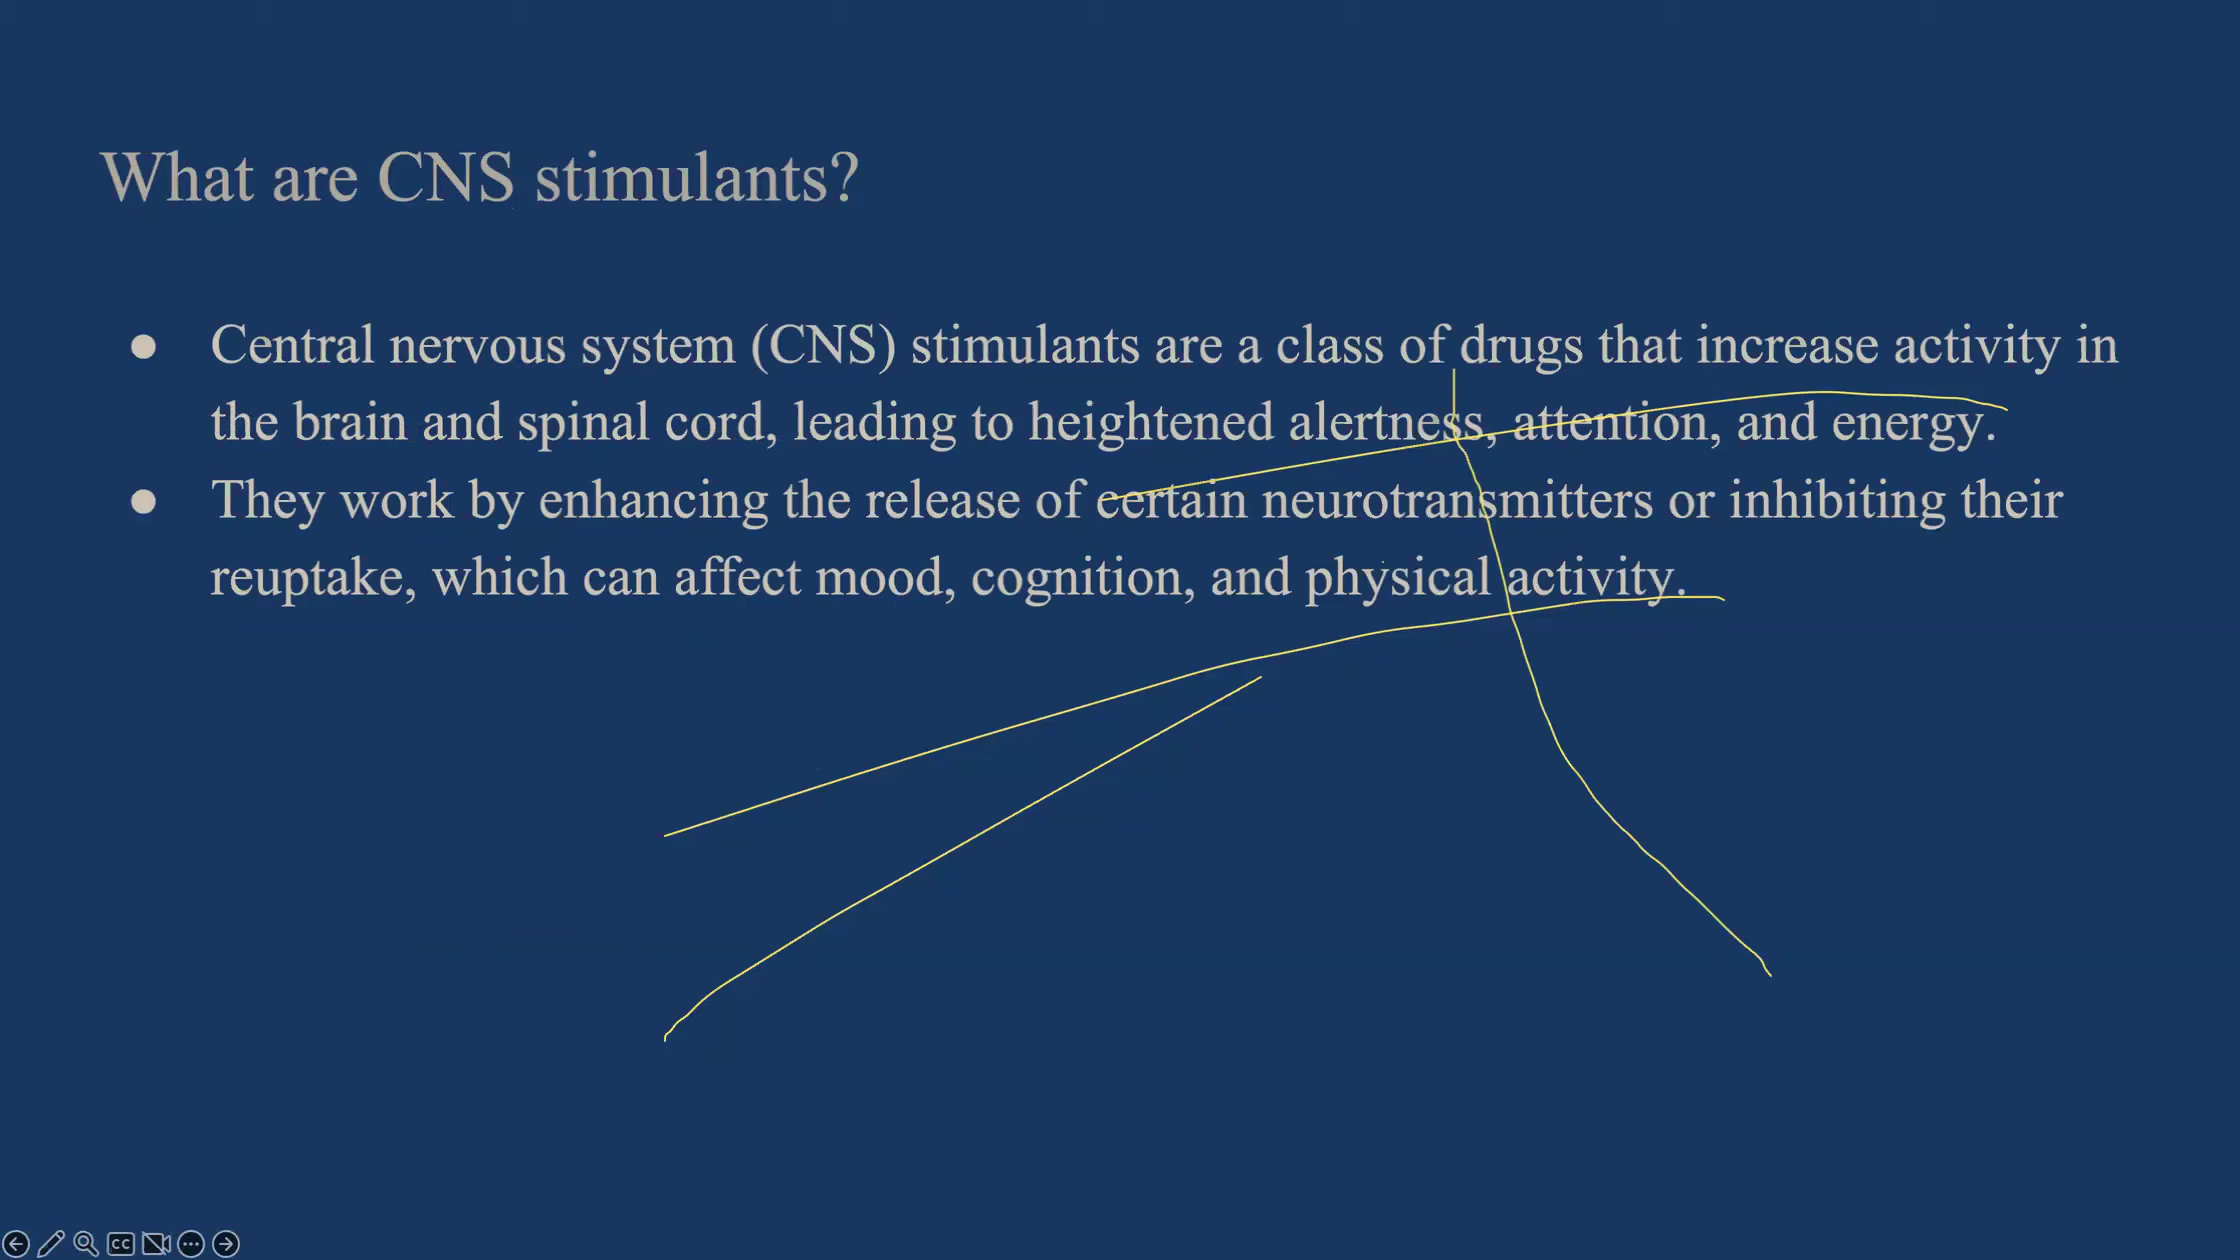 What are CNS stimulants?
● Central nervous system (CNS) stimulants are a class of drugs that increase activity in
the brain and spinal cord, leading to heightened alertness, attention, and energy.
● They work by enhancing the release of certain neurotransmitters or inhibiting their
reuptake, which can affect mood, cognition, and physical activity.
CC